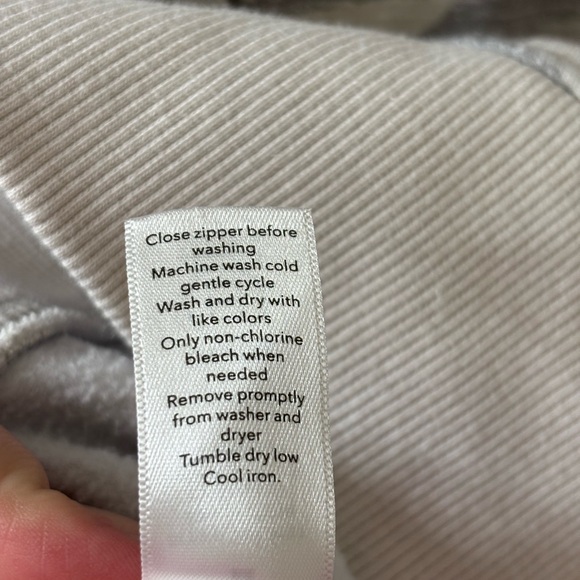 Close zipper before
washing
Machine wash cold
gentle cycle
Wash and dry with
like colors
Only non-chlorine
bleach when
needed
Remove promptly
from washer and
dryer
Tumble dry low
Cool iron.